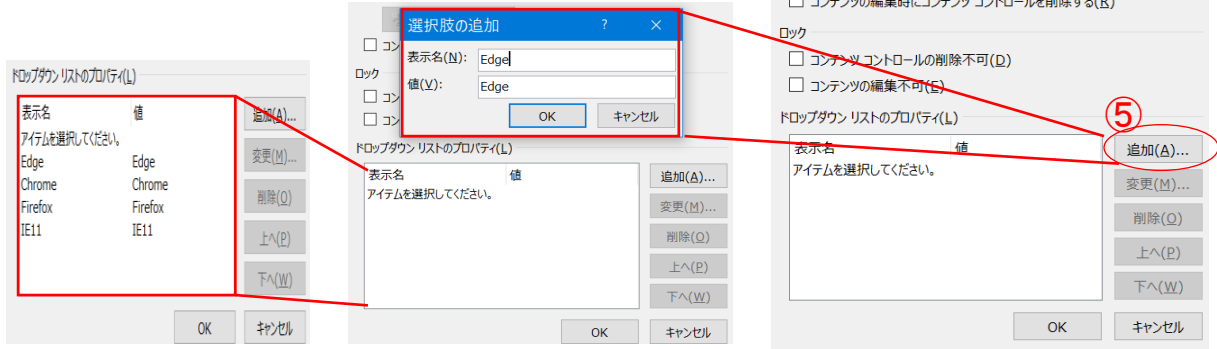 ドロップダウン リストのプロパティ(L)
表示名 値
アイテムを選択してください。
Edge Edge
Chrome Chrome
Firefox Firefox
IE11 IE11
追加(A)...
変更(M)...
削除(O)
上へ(P)
下へ(W)
OK キャンセル
選択肢の追加 ? ×
表示名(N): Edge
値(V): Edge
OK キャンセル
コン
ロック
コン
コン
ドロップダウン リストのプロパティ(L)
表示名 値
アイテムを選択してください。
追加(A)...
変更(M)...
削除(O)
上へ(P)
下へ(W)
OK キャンセル
コンテンツの編集時にコンテンツ コントロールを削除する(R)
ロック
コンテンツ コントロールの削除不可(D)
コンテンツの編集不可(E)
⑤
ドロップダウン リストのプロパティ(L)
表示名 値
アイテムを選択してください。
追加(A)...
変更(M)...
削除(O)
上へ(P)
下へ(W)
OK キャンセル